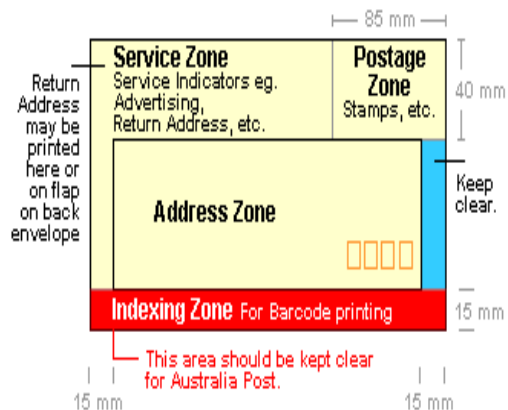 85 mm
Service Zone
Service Indicators eg.
Advertising,
Return Address, etc.
Postage
Zone
Stamps, etc.
40 mm
Return
Address
may be
printed
here or
on flap
on back
envelope
Address Zone
Keep
clear.
Indexing Zone For Barcode printing
15 mm
This area should be kept clear
for Australia Post.
15 mm
15 mm